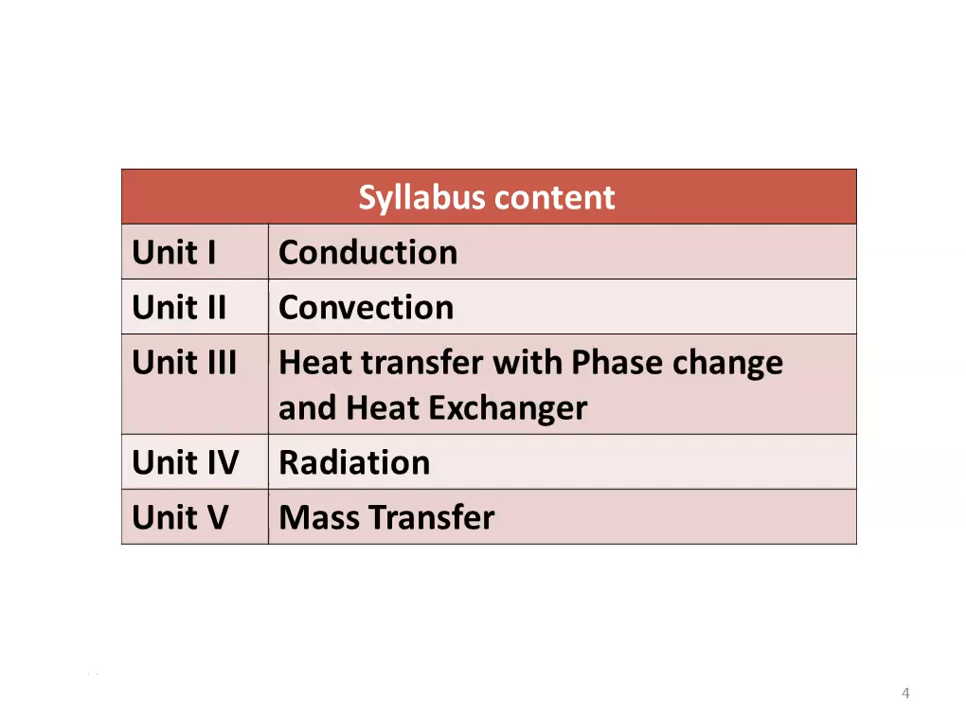 Syllabus content
Unit I Conduction
Unit II Convection
Unit III Heat transfer with Phase change
and Heat Exchanger
Unit IV Radiation
Unit V Mass Transfer
4